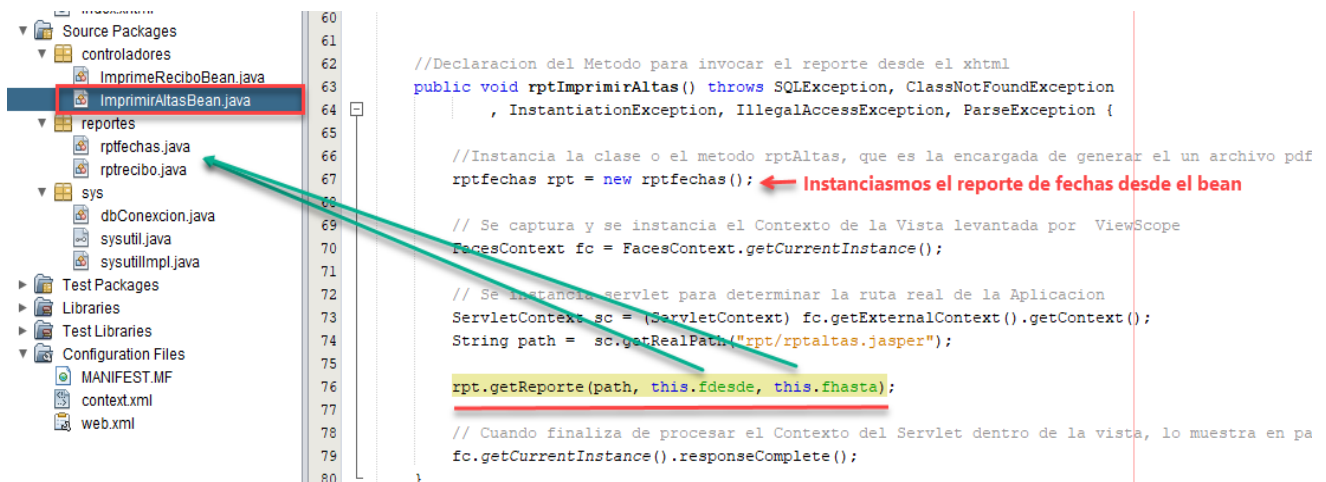 Source Packages
controladores
ImprimeReciboBean.java
ImprimirAltasBean.java
reportes
rptfechas.java
rptrecibo.java
sys
dbConexcion.java
sysutil.java
sysutilImpl.java
Test Packages
Libraries
Test Libraries
Configuration Files
MANIFEST.MF
context.xml
web.xml
60
61
62 //Declaracion del Metodo para invocar el reporte desde el xhtml
63 public void rptImprimirAltas() throws SQLException, ClassNotFoundException
64 , InstantiationException, IllegalAccessException, ParseException {
65
66 //Instancia la clase o el metodo rptAltas, que es la encargada de generar el un archivo pdf
67 rptfechas rpt = new rptfechas(); Instanciasmos el reporte de fechas desde el bean
68
69 // Se captura y se instancia el Contexto de la Vista levantada por ViewScope
70 FacesContext fc = FacesContext.getCurrentInstance();
71
72 // Se instancia servlet para determinar la ruta real de la Aplicacion
73 ServletContext sc = (ServletContext) fc.getExternalContext().getContext();
74 String path = sc.getRealPath("rpt/rptaltas.jasper");
75
76 rpt.getReporte(path, this.fdesde, this.fhasta);
77
78 // Cuando finaliza de procesar el Contexto del Servlet dentro de la vista, lo muestra en pa
79 fc.getCurrentInstance().responseComplete();
80 }